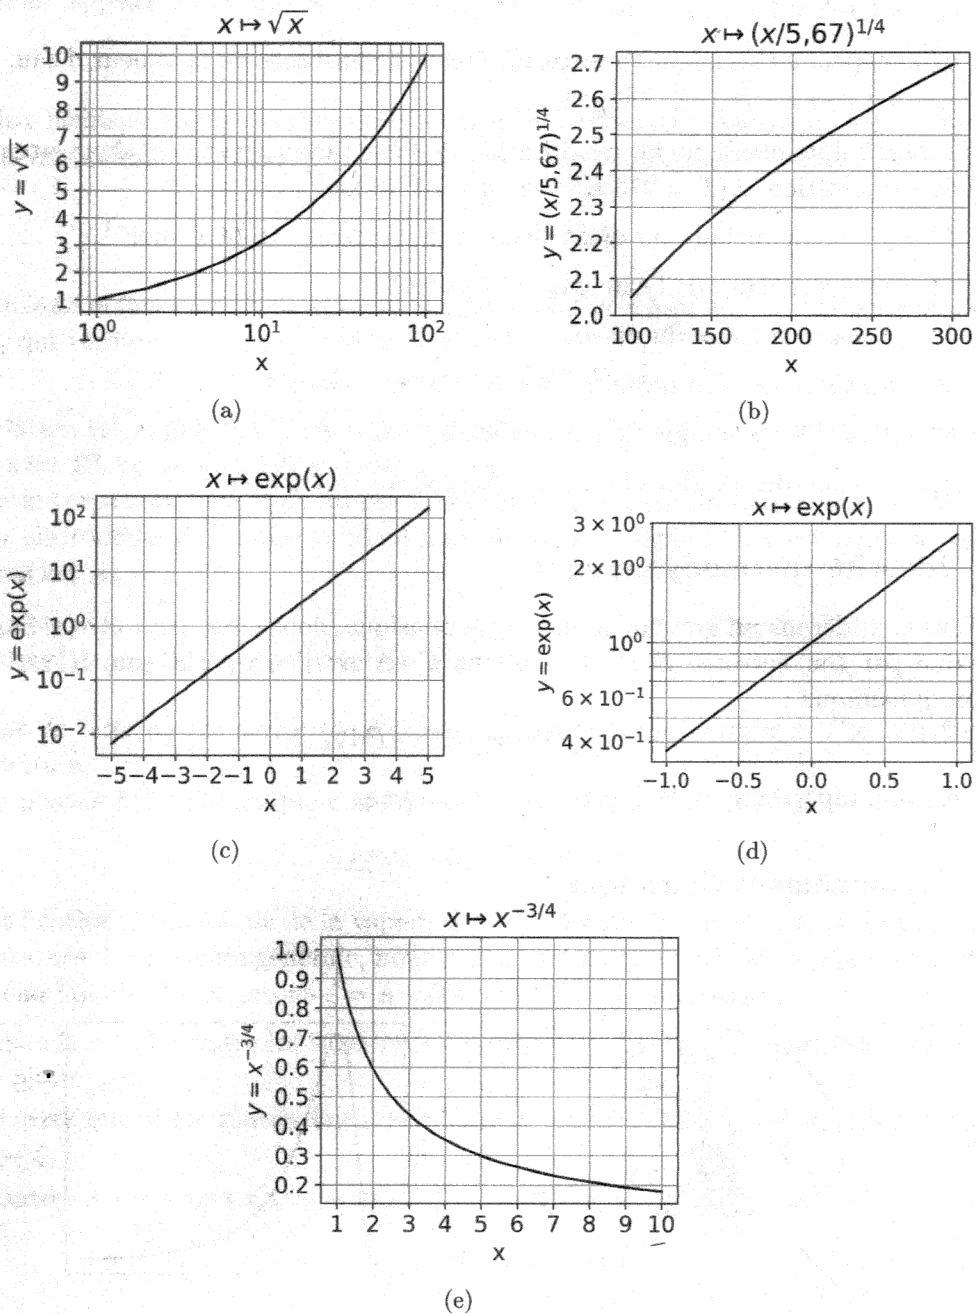 x ↦ √x
y = √x
10
9
8
7
6
5
4
3
2
1
10⁰ 10¹ 10²
x
(a)
x ↦ (x/5,67)^1/4
y = (x/5,67)^1/4
2.7
2.6
2.5
2.4
2.3
2.2
2.1
2.0
100 150 200 250 300
x
(b)
x ↦ exp(x)
y = exp(x)
10²
10¹
10⁰
10⁻¹
10⁻²
−5 −4 −3 −2 −1 0 1 2 3 4 5
x
(c)
x ↦ exp(x)
y = exp(x)
3 × 10⁰
2 × 10⁰
10⁰
6 × 10⁻¹
4 × 10⁻¹
−1.0 −0.5 0.0 0.5 1.0
x
(d)
x ↦ x^−3/4
y = x^−3/4
1.0
0.9
0.8
0.7
0.6
0.5
0.4
0.3
0.2
1 2 3 4 5 6 7 8 9 10
x
(e)